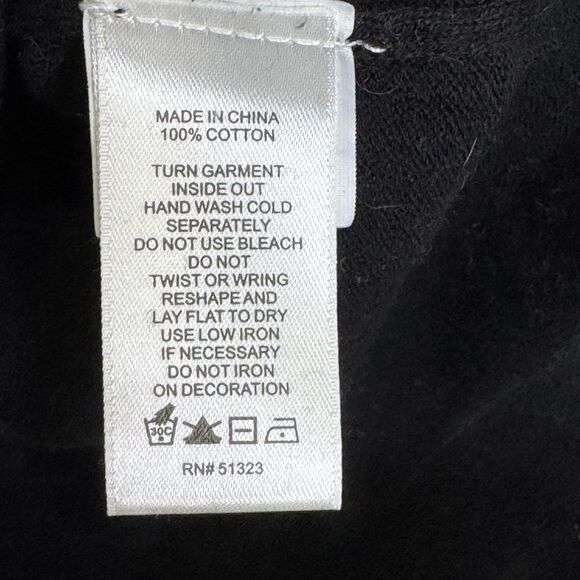 MADE IN CHINA
100% COTTON
TURN GARMENT
INSIDE OUT
HAND WASH COLD
SEPARATELY
DO NOT USE BLEACH
DO NOT
TWIST OR WRING
RESHAPE AND
LAY FLAT TO DRY
USE LOW IRON
IF NECESSARY
DO NOT IRON
ON DECORATION
30C
RN# 51323